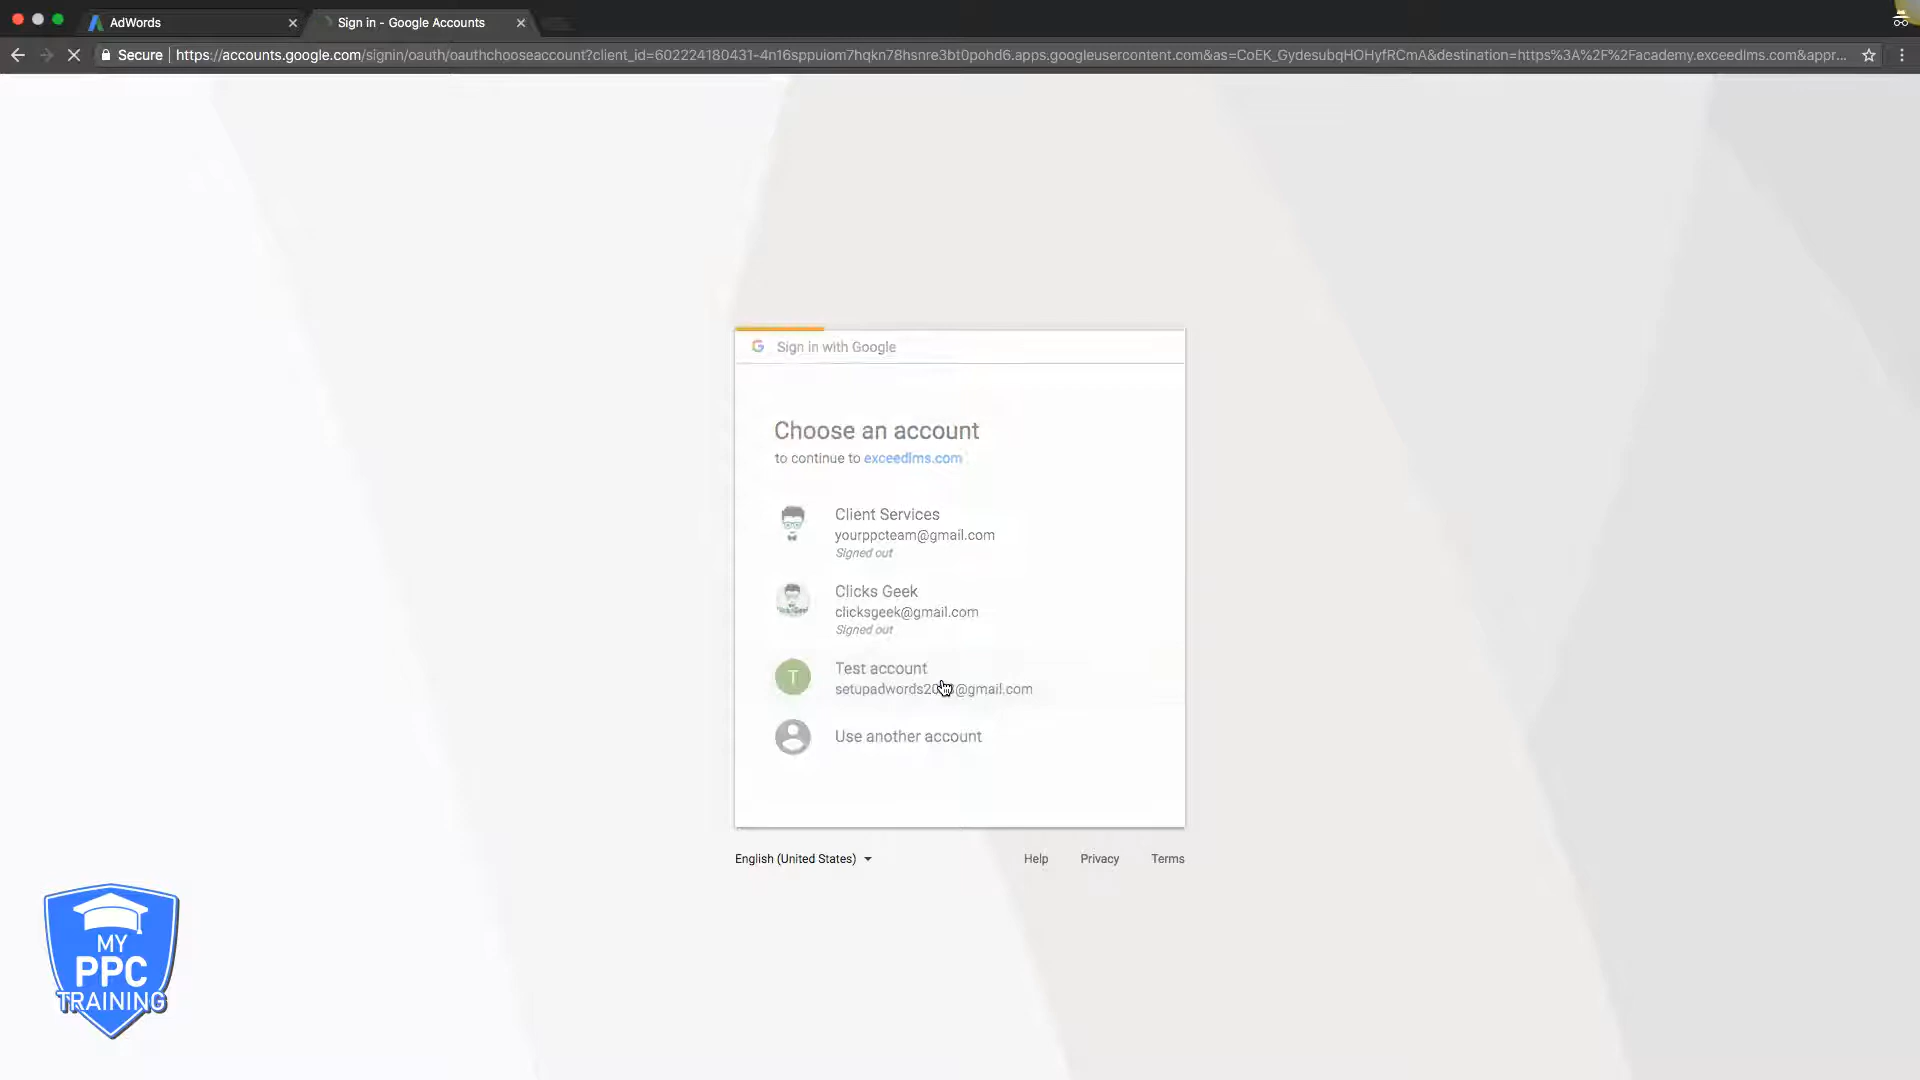 AdWords
Sign in - Google Accounts
Secure
https://accounts.google.com/signin/oauth/oauthchooseaccount?client_id=602224180431-4n16sppuiom7hqkn78hsnre3bt0pohd6.apps.googleusercontent.com&as=CoEK_GydesubqHOHyfRCmA&destination=https%3A%2F%2Facademy.exceedlms.com&appr...
Sign in with Google
Choose an account
to continue to exceedlms.com
Client Services
yourppcteam@gmail.com
Signed out
Clicks Geek
clicksgeek@gmail.com
Signed out
T
Test account
@gmail.com
Use another account
English (United States)
Help
Privacy
Terms
MY
PPC
TRAINING